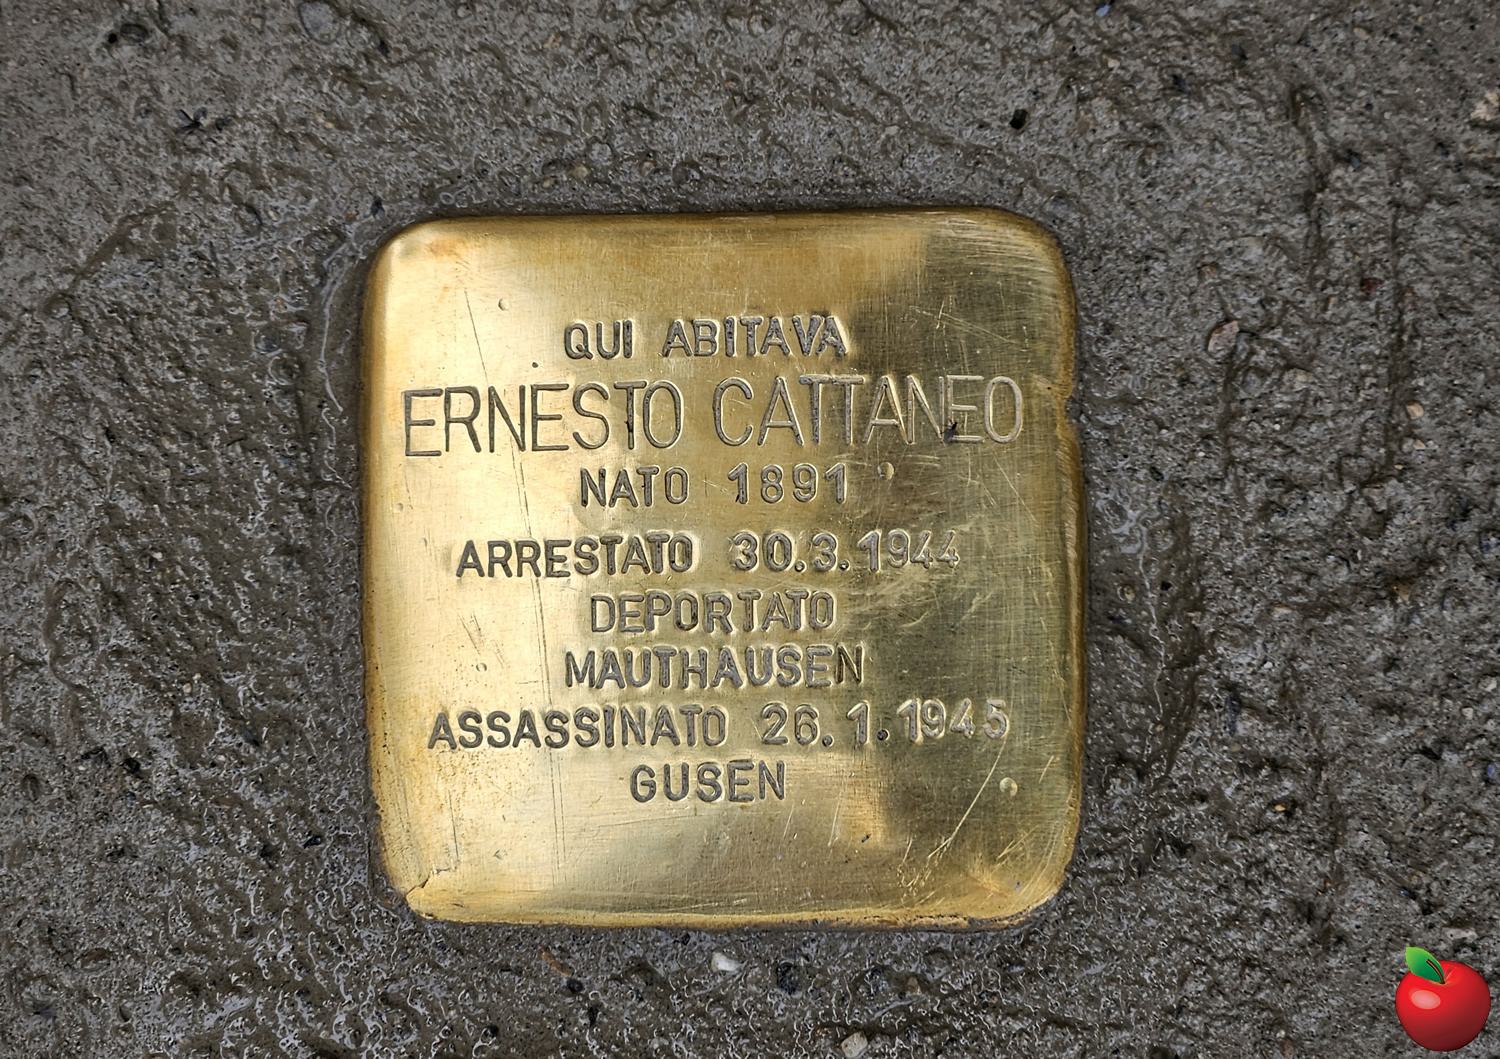 QUI ABITAVA
ERNESTO CATTANEO
NATO 1891
ARRESTATO 30.3.1944
DEPORTATO
MAUTHAUSEN
ASSASSINATO 26.1.1945
GUSEN